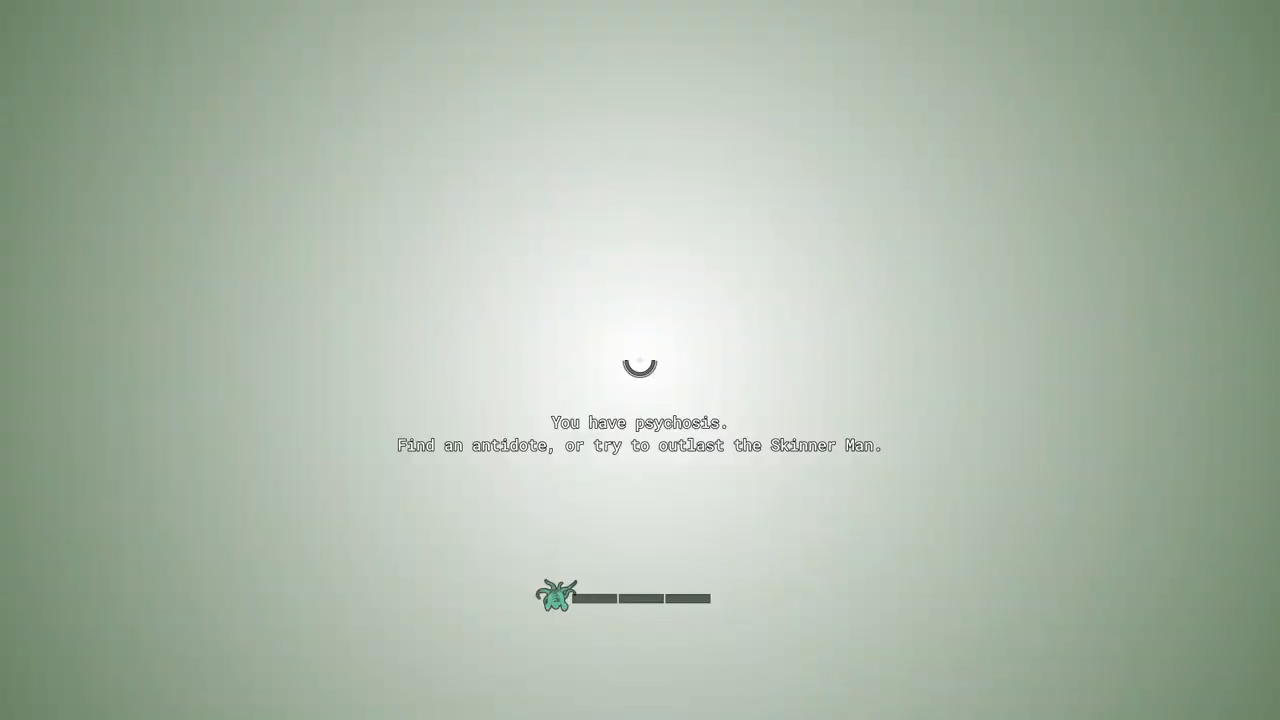 You have psychosis.
Find an antidote, or try to outlast the Skinner Man.